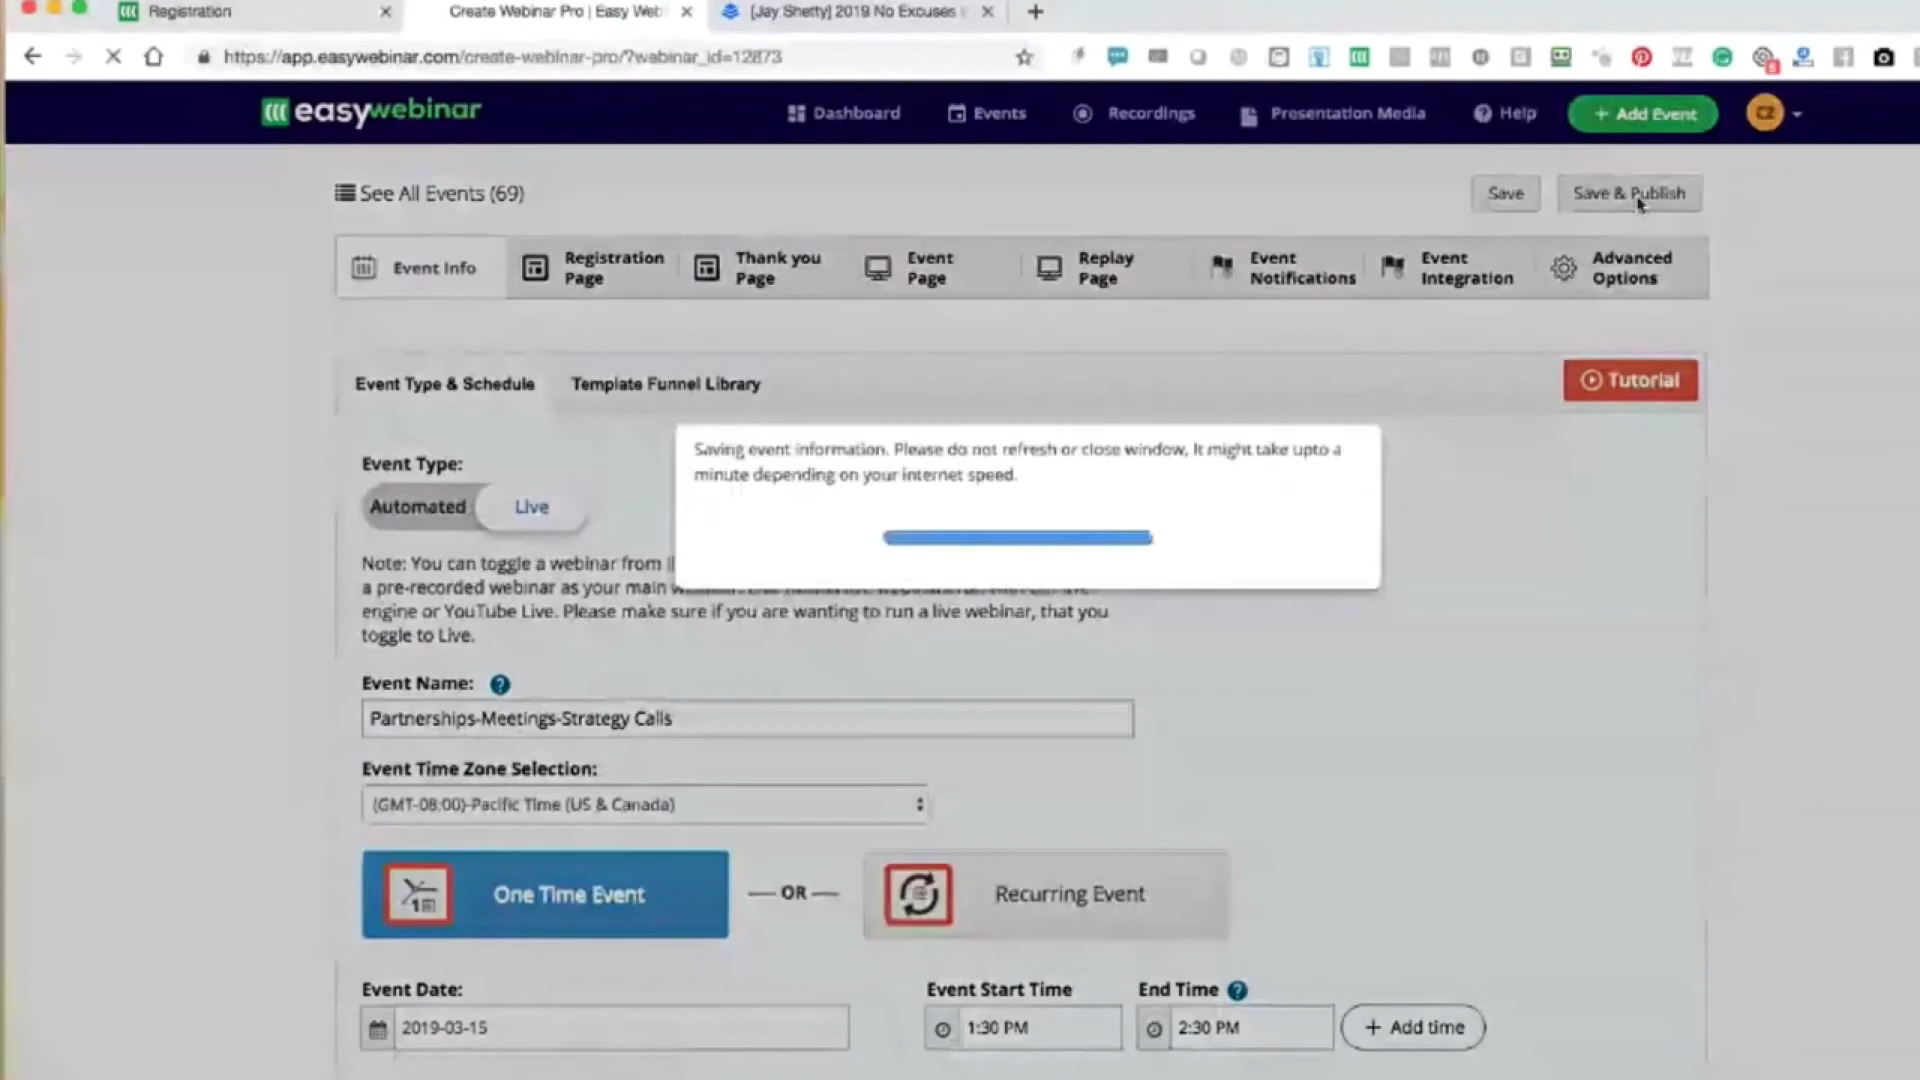 Registration
Create Webinar Pro | Easy Web
[Jay Shetty] 2019 No Excuses
https://app.easywebinar.com/create-webinar-pro/?webinar_id=12873
easywebinar
Dashboard
Events
Recordings
Presentation Media
Help
+ Add Event
CZ
See All Events (69)
Save
Save & Publish
Event Info
Registration
Page
Thank you
Page
Event
Page
Replay
Page
Event
Notifications
Event
Integration
Advanced
Options
Event Type & Schedule
Template Funnel Library
Tutorial
Saving event information. Please do not refresh or close window, It might take upto a
minute depending on your internet speed.
Event Type:
Automated
Live
Note: You can toggle a webinar from
a pre-recorded webinar as your main
engine or YouTube Live. Please make sure if you are wanting to run a live webinar, that you
toggle to Live.
Event Name:
Partnerships-Meetings-Strategy Calls
Event Time Zone Selection:
(GMT-08:00)-Pacific Time (US & Canada)
One Time Event
OR
Recurring Event
Event Date:
Event Start Time
End Time
2019-03-15
1:30 PM
2:30 PM
+ Add time